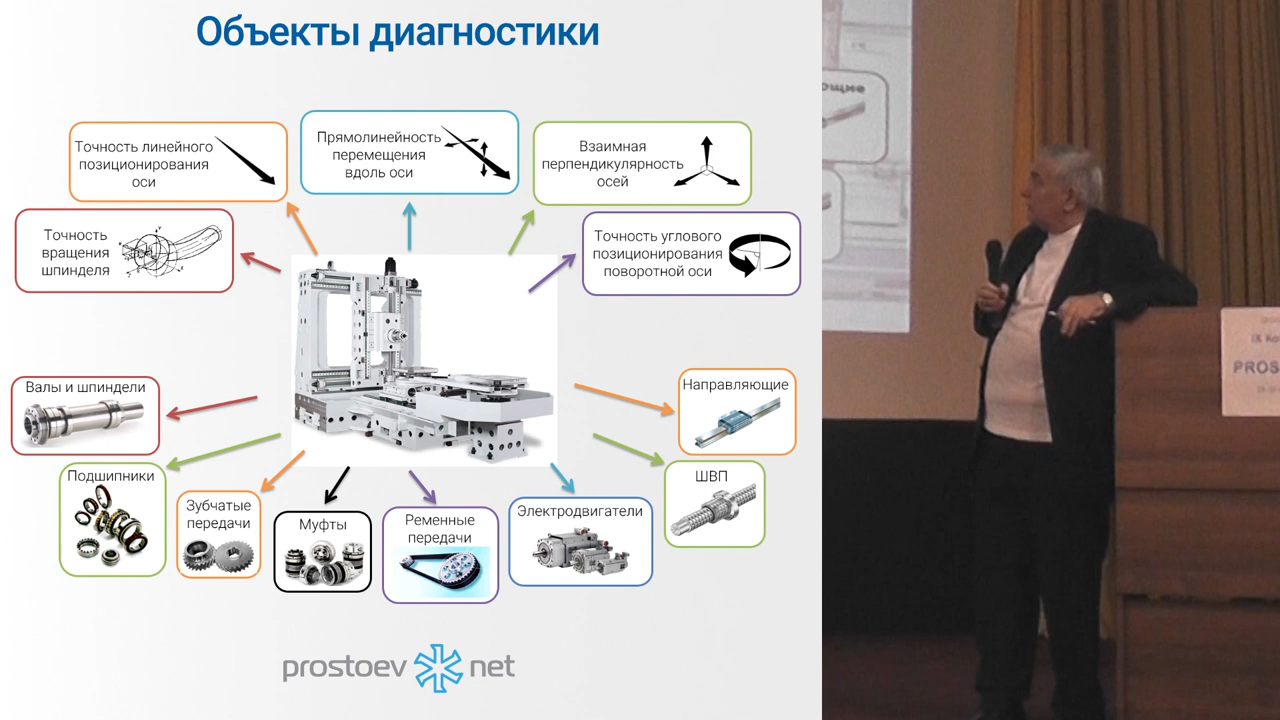 Объекты диагностики
Точность линейного
позиционирования
оси
Прямолинейность
перемещения
вдоль оси
Взаимная
перпендикулярность
осей
Точность
вращения
шпинделя
Точность углового
позиционирования
поворотной оси
Валы и шпиндели
Направляющие
Подшипники
Зубчатые
передачи
Муфты
Ременные
передачи
Электродвигатели
ШВП
prostoev net
PROS